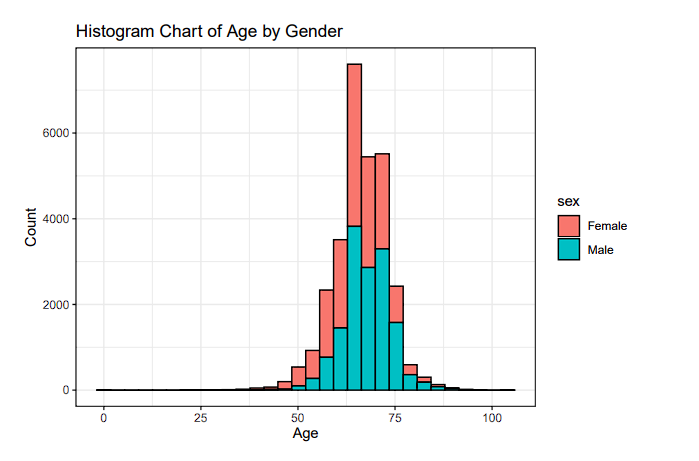 Histogram Chart of Age by Gender
6000
4000
2000
0
Count
0 25 50 75 100
Age
sex
Female
Male